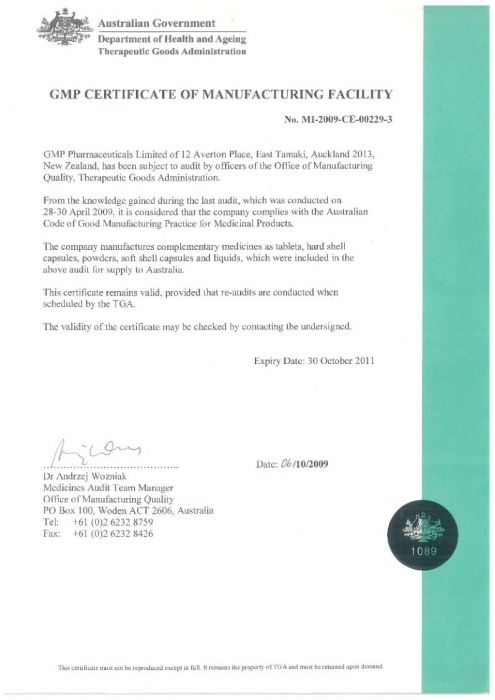 Australian Government
Department of Health and Ageing
Therapeutic Goods Administration
GMP CERTIFICATE OF MANUFACTURING FACILITY
No. MI-2009-CE-00229-3
GMP Pharmaceuticals Limited of 12 Averton Place, East Tamaki, Auckland 2013,
New Zealand, has been subject to audit by officers of the Office of Manufacturing
Quality, Therapeutic Goods Administration.
From the knowledge gained during the last audit, which was conducted on
28-30 April 2009, it is considered that the company complies with the Australian
Code of Good Manufacturing Practice for Medicinal Products.
The company manufactures complementary medicines as tablets, hard shell
capsules, powders, soft shell capsules and liquids, which were included in the
above audit for supply to Australia.
This certificate remains valid, provided that re-audits are conducted when
scheduled by the TGA.
The validity of the certificate may be checked by contacting the undersigned.
Expiry Date: 30 October 2011
Date: 06/10/2009
Dr Andrzej Wozniak
Medicines Audit Team Manager
Office of Manufacturing Quality
PO Box 100, Woden ACT 2606, Australia
Tel: +61 (0)2 6232 8759
Fax: +61 (0)2 6232 8426
1089
This certificate must not be reproduced except in full. It remains the property of TGA and must be returned upon demand.